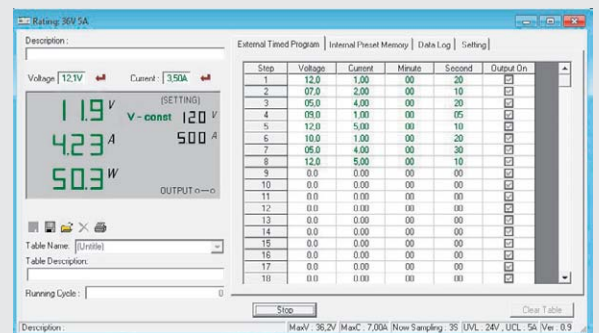 Rating: 36V 5A
Description :
Voltage 12,1V Current : 3,50A
11.9 V
4.23 A
50.3 W
(SETTING)
V - const 12.0 V
5.00 A
OUTPUT o—o
Table Name: (Untitle)
Table Description:
Running Cycle : 0
External Timed Program Internal Preset Memory Data Log Setting
Step Voltage Current Minute Second Output On
1 12,0 1,00 00 20
2 07,0 2,00 00 10
3 05,0 4,00 00 20
4 09,0 1,00 00 05
5 12,0 5,00 00 10
6 10.0 1,00 00 20
7 05.0 4,00 00 30
8 12.0 5,00 00 10
9 0.0 0.00 00 00
10 0.0 0.00 00 00
11 0.0 0.00 00 00
12 0.0 0.00 00 00
13 0.0 0.00 00 00
14 0.0 0.00 00 00
15 0.0 0.00 00 00
16 0.0 0.00 00 00
17 0.0 0.00 00 00
18 0.0 0.00 00 00
Stop Clear Table
Description : MaxV : 36,2V MaxC : 7,00A Now Sampling : 3S UVL : 24V , UCL : 5A Ver : 0.9